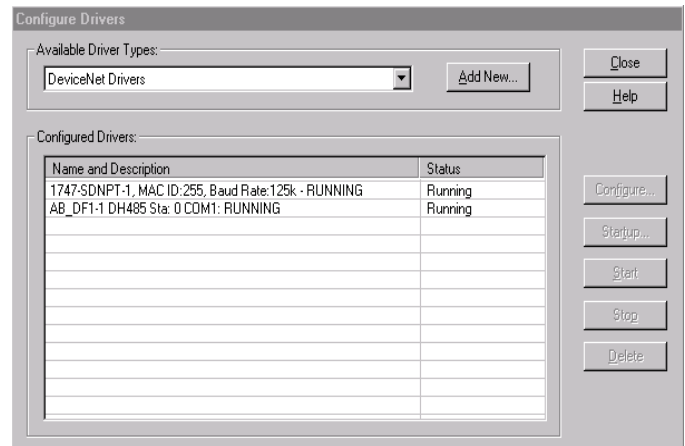 Configure Drivers
Available Driver Types:
DeviceNet Drivers
Add New...
Close
Help
Configured Drivers:
Name and Description Status
1747-SDNPT-1, MAC ID:255, Baud Rate:125k - RUNNING Running
AB_DF1-1 DH485 Sta: 0 COM1: RUNNING Running
Configure...
Startup...
Start
Stop
Delete